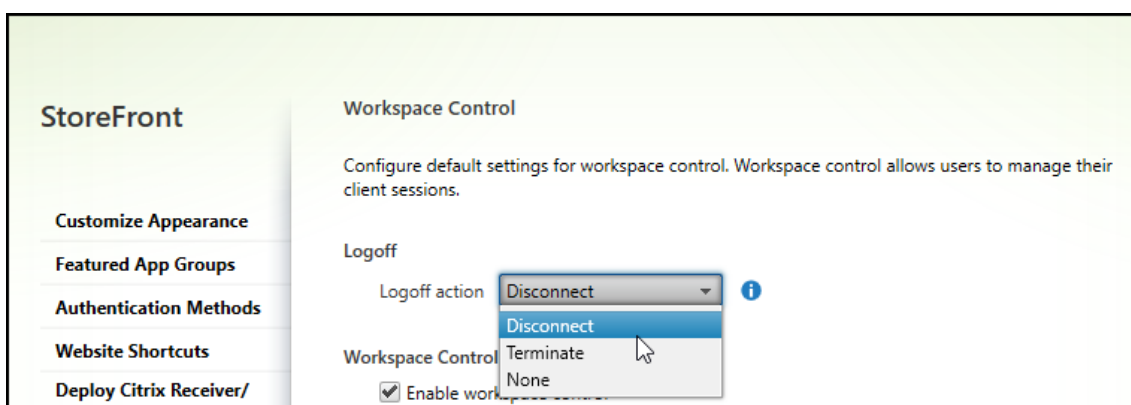 StoreFront
Customize Appearance
Featured App Groups
Authentication Methods
Website Shortcuts
Deploy Citrix Receiver/
Workspace Control
Configure default settings for workspace control. Workspace control allows users to manage their
client sessions.
Logoff
Logoff action Disconnect
Disconnect
Terminate
None
Workspace Control
Enable workspace control